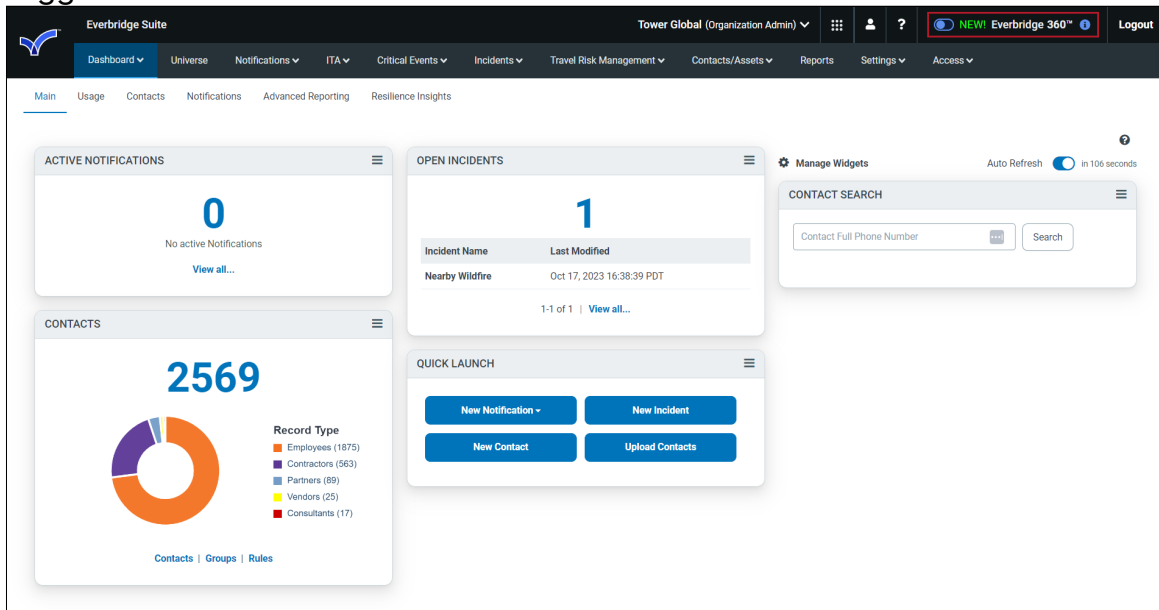 Everbridge Suite
Tower Global (Organization Admin)
?
NEW! Everbridge 360™
Logout
Dashboard
Universe
Notifications
ITA
Critical Events
Incidents
Travel Risk Management
Contacts/Assets
Reports
Settings
Access
Main
Usage
Contacts
Notifications
Advanced Reporting
Resilience Insights
ACTIVE NOTIFICATIONS
0
No active Notifications
View all...
OPEN INCIDENTS
1
Incident Name Last Modified
Nearby Wildfire Oct 17, 2023 16:38:39 PDT
1-1 of 1 | View all...
Manage Widgets
Auto Refresh in 106 seconds
CONTACT SEARCH
Contact Full Phone Number
Search
CONTACTS
2569
Record Type
Employees (1875)
Contractors (563)
Partners (89)
Vendors (25)
Consultants (17)
Contacts | Groups | Rules
QUICK LAUNCH
New Notification
New Incident
New Contact
Upload Contacts